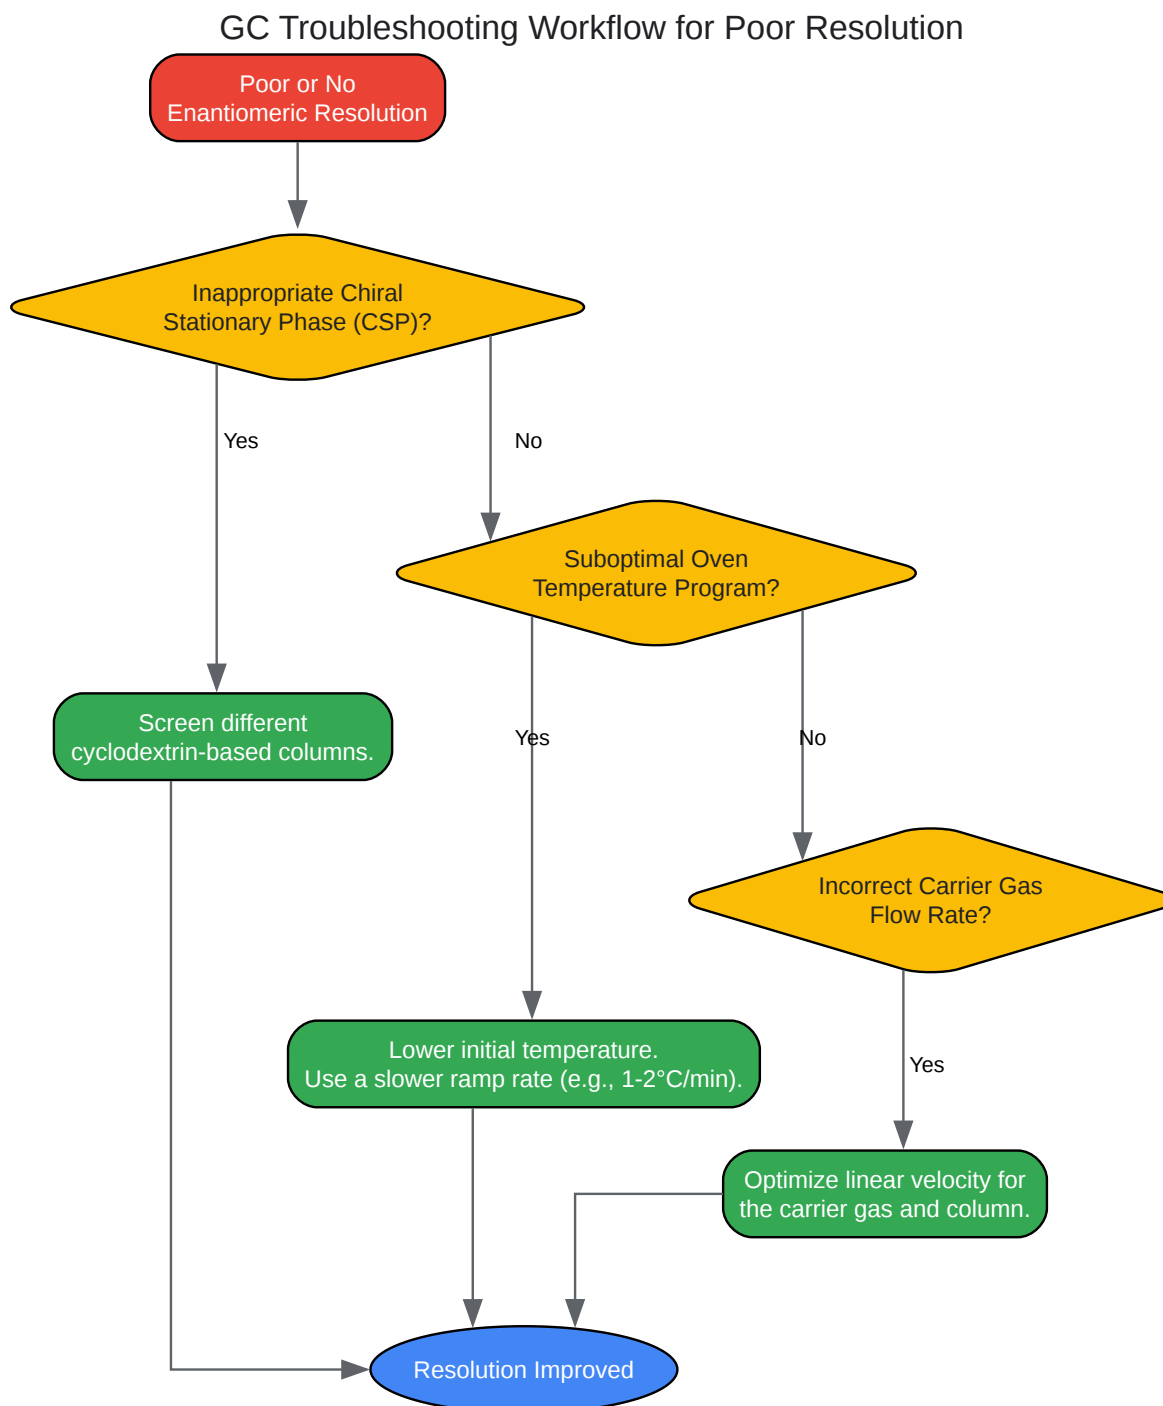 GC Troubleshooting Workflow for Poor Resolution
Poor or No
Enantiomeric Resolution
Inappropriate Chiral
Stationary Phase (CSP)?
Yes
No
Suboptimal Oven
Temperature Program?
Screen different
cyclodextrin-based columns.
Yes
No
Incorrect Carrier Gas
Flow Rate?
Lower initial temperature.
Use a slower ramp rate (e.g., 1-2°C/min).
Yes
Optimize linear velocity for
the carrier gas and column.
Resolution Improved